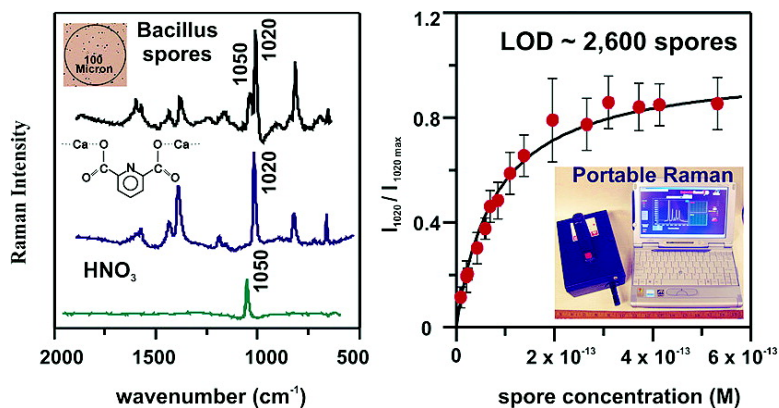 Bacillus
spores
100
Micron
1050
1020
Ca
O
O
Ca
C
N
C
O
O
1020
HNO₃
1050
Raman Intensity
2000 1500 1000 500
wavenumber (cm⁻¹)
LOD ~ 2,600 spores
1.2
0.8
0.4
0
I₁₀₂₀ / I₁₀₂₀ ₘₐₓ
Portable Raman
0 2 x 10⁻¹³ 4 x 10⁻¹³ 6 x 10⁻¹³
spore concentration (M)